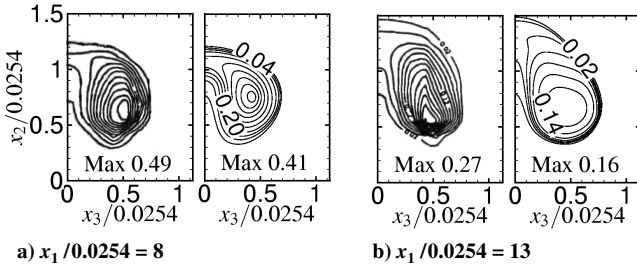 1.5
1
0.5
0
x2/0.0254
0.04
0.20
0.02
0.14
Max 0.49
Max 0.41
Max 0.27
Max 0.16
0 0.5 1
0 0.5 1
0 0.5 1
0 0.5 1
x3/0.0254
x3/0.0254
x3/0.0254
x3/0.0254
a) x1/0.0254 = 8
b) x1/0.0254 = 13